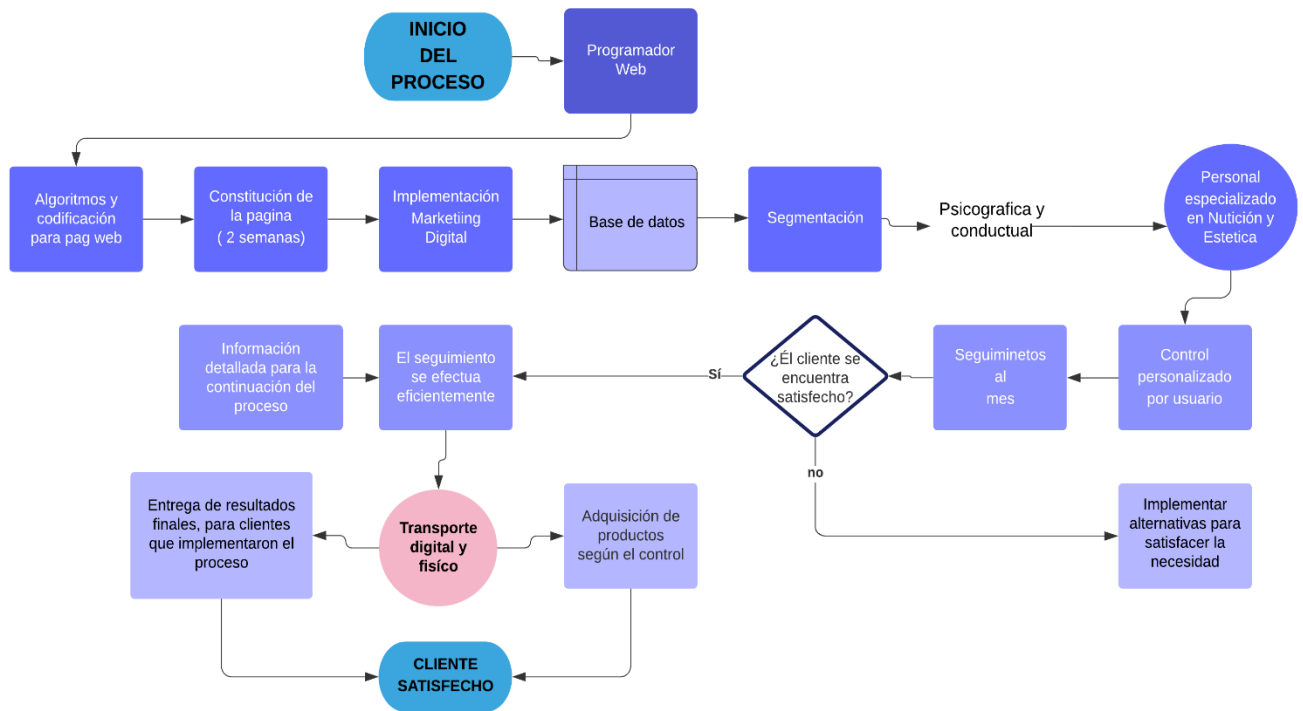 INICIO
DEL
PROCESO
Programador
Web
Algoritmos y
codificación
para pag web
Constitución de
la pagina
( 2 semanas)
Implementación
Marketiing
Digital
Base de datos
Segmentación
Psicografica y
conductual
Personal
especializado
en Nutición y
Estetica
Información
detallada para la
continuación del
proceso
El seguimiento
se efectua
eficientemente
Sí
¿Él cliente se
encuentra
satisfecho?
Seguiminetos
al
mes
Control
personalizado
por usuario
no
Entrega de resultados
finales, para clientes
que implementaron el
proceso
Transporte
digital y
fisíco
Adquisición de
productos
según el control
Implementar
alternativas para
satisfacer la
necesidad
CLIENTE
SATISFECHO